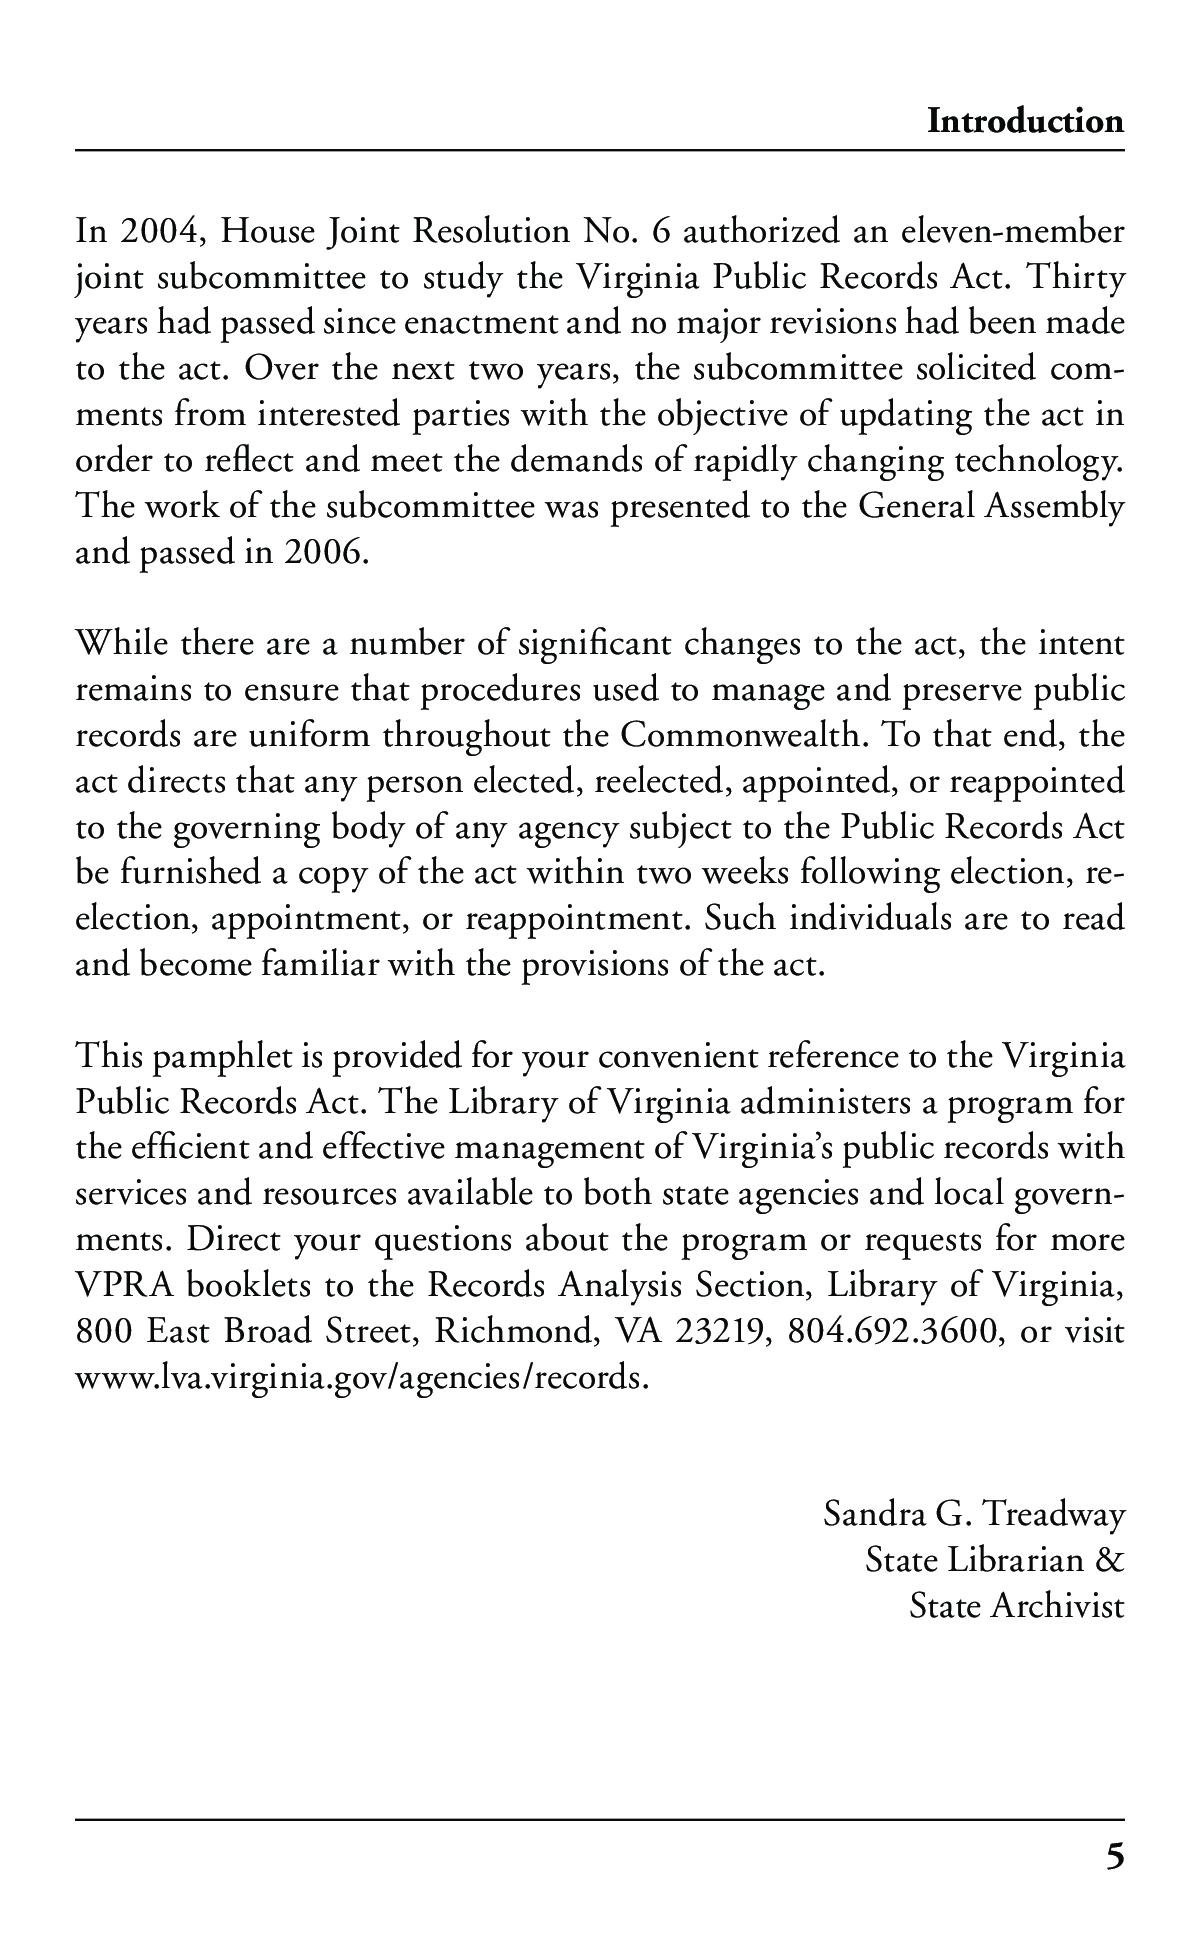 Introduction
In 2004, House Joint Resolution No. 6 authorized an eleven-member
joint subcommittee to study the Virginia Public Records Act. Thirty
years had passed since enactment and no major revisions had been made
to the act. Over the next two years, the subcommittee solicited com-
ments from interested parties with the objective of updating the act in
order to reflect and meet the demands of rapidly changing technology.
The work of the subcommittee was presented to the General Assembly
and passed in 2006.
While there are a number of significant changes to the act, the intent
remains to ensure that procedures used to manage and preserve public
records are uniform throughout the Commonwealth. To that end, the
act directs that any person elected, reelected, appointed, or reappointed
to the governing body of any agency subject to the Public Records Act
be furnished a copy of the act within two weeks following election, re-
election, appointment, or reappointment. Such individuals are to read
and become familiar with the provisions of the act.
This pamphlet is provided for your convenient reference to the Virginia
Public Records Act. The Library of Virginia administers a program for
the efficient and effective management of Virginia’s public records with
services and resources available to both state agencies and local govern-
ments. Direct your questions about the program or requests for more
VPRA booklets to the Records Analysis Section, Library of Virginia,
800 East Broad Street, Richmond, VA 23219, 804.692.3600, or visit
www.lva.virginia.gov/agencies/records.
Sandra G. Treadway
State Librarian &
State Archivist
5